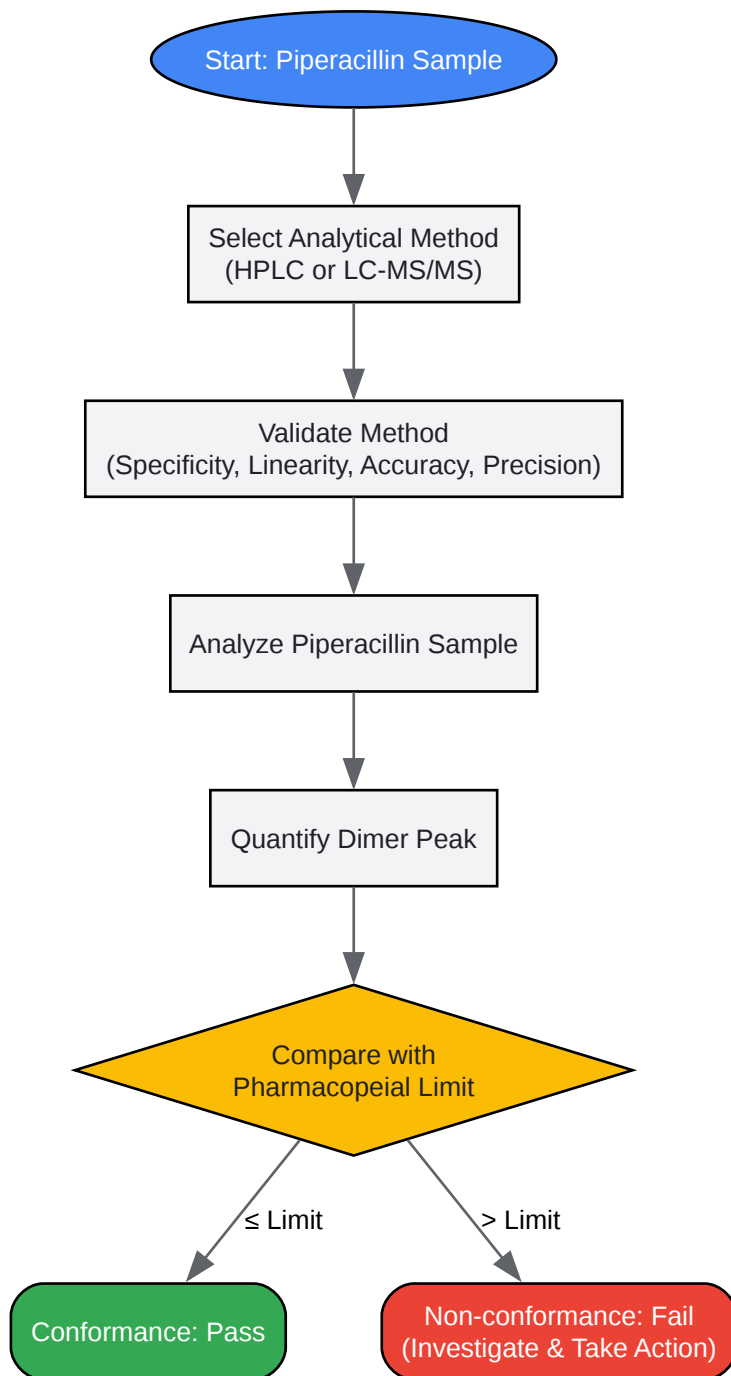 Start: Piperacillin Sample
Select Analytical Method
(HPLC or LC-MS/MS)
Validate Method
(Specificity, Linearity, Accuracy, Precision)
Analyze Piperacillin Sample
Quantify Dimer Peak
Compare with
Pharmacopeial Limit
≤ Limit
> Limit
Conformance: Pass
Non-conformance: Fail
(Investigate & Take Action)